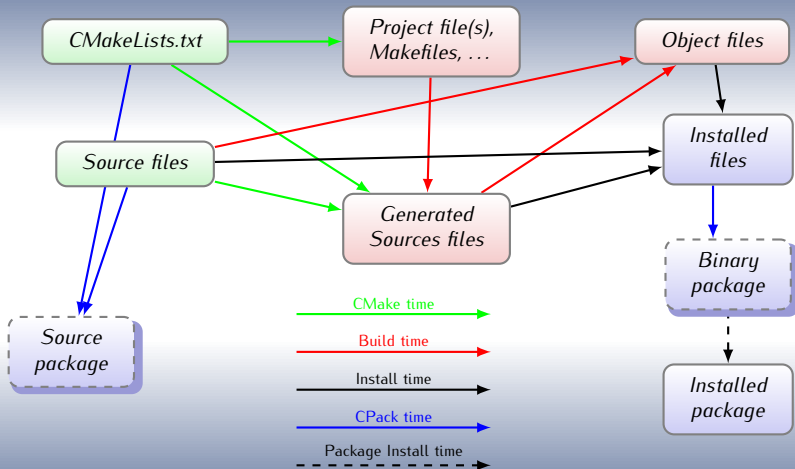 CMakeLists.txt
Project file(s),
Makefiles, ...
Object files
Source files
Installed
files
Generated
Sources files
Binary
package
Source
package
Installed
package
CMake time
Build time
Install time
CPack time
Package Install time